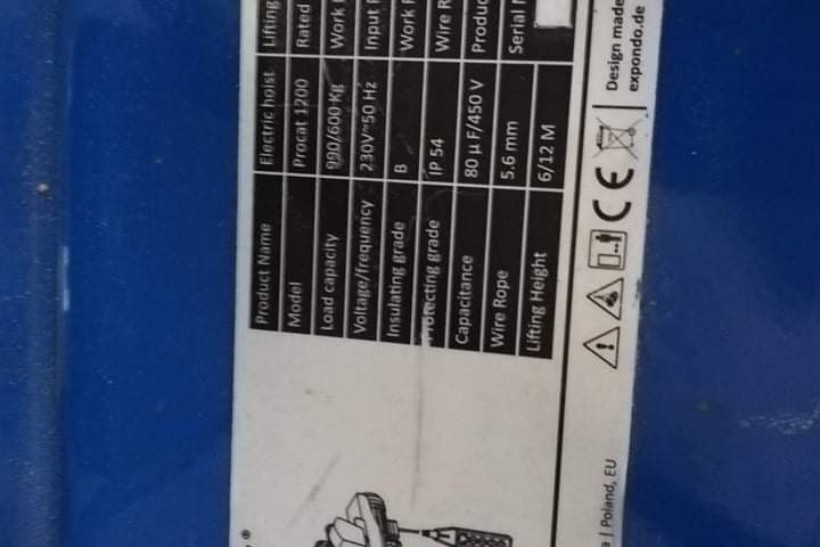 Product Name Electric hoist Lifting
Model Procat 1200 Rated
Load capacity 990/600 Kg Work
Voltage/frequency 230V~50 Hz Input
Insulating grade B Work
Protecting grade IP 54 Wire R
Capacitance 80 µ F/450 V Produc
Wire Rope 5.6 mm Serial
Lifting Height 6/12 M
CE
Design made
expondo.de
| Poland, EU
®